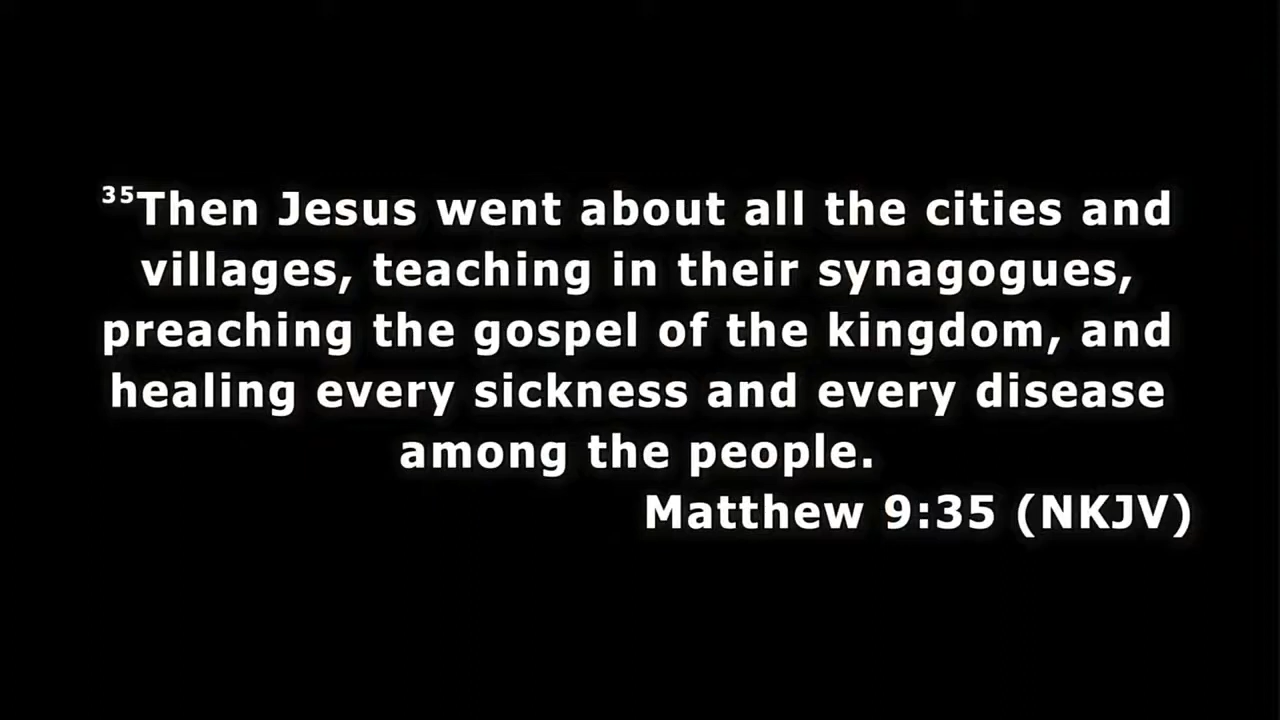 ³⁵Then Jesus went about all the cities and
villages, teaching in their synagogues,
preaching the gospel of the kingdom, and
healing every sickness and every disease
among the people.
Matthew 9:35 (NKJV)